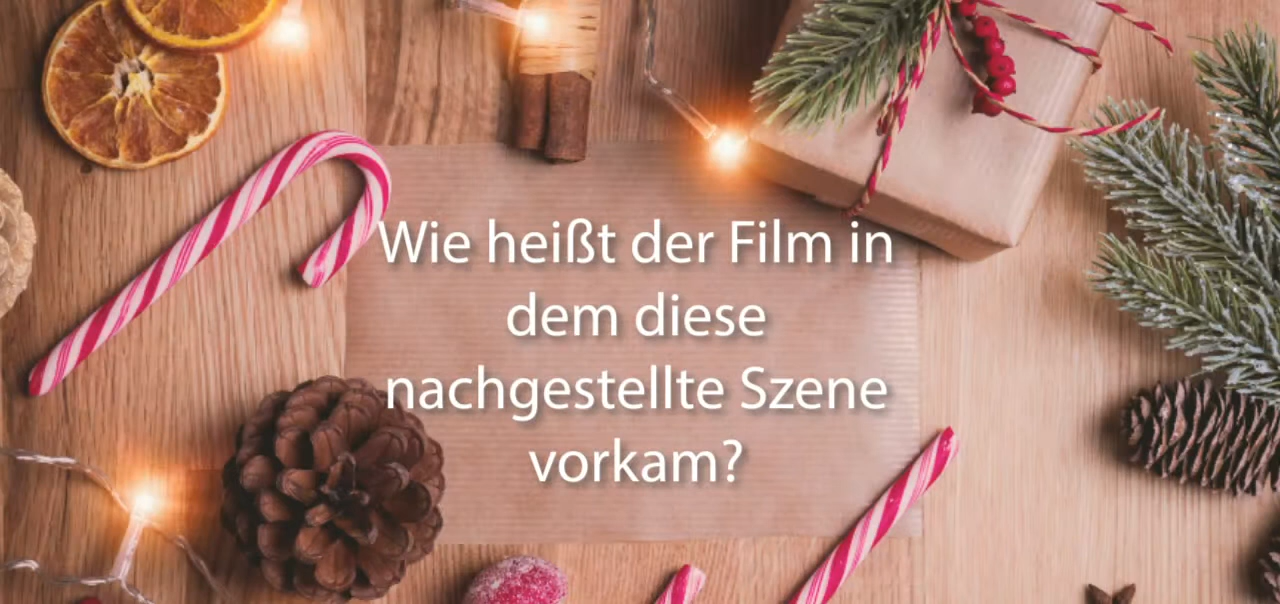 Wie heißt der Film in
dem diese
nachgestellte Szene
vorkam?